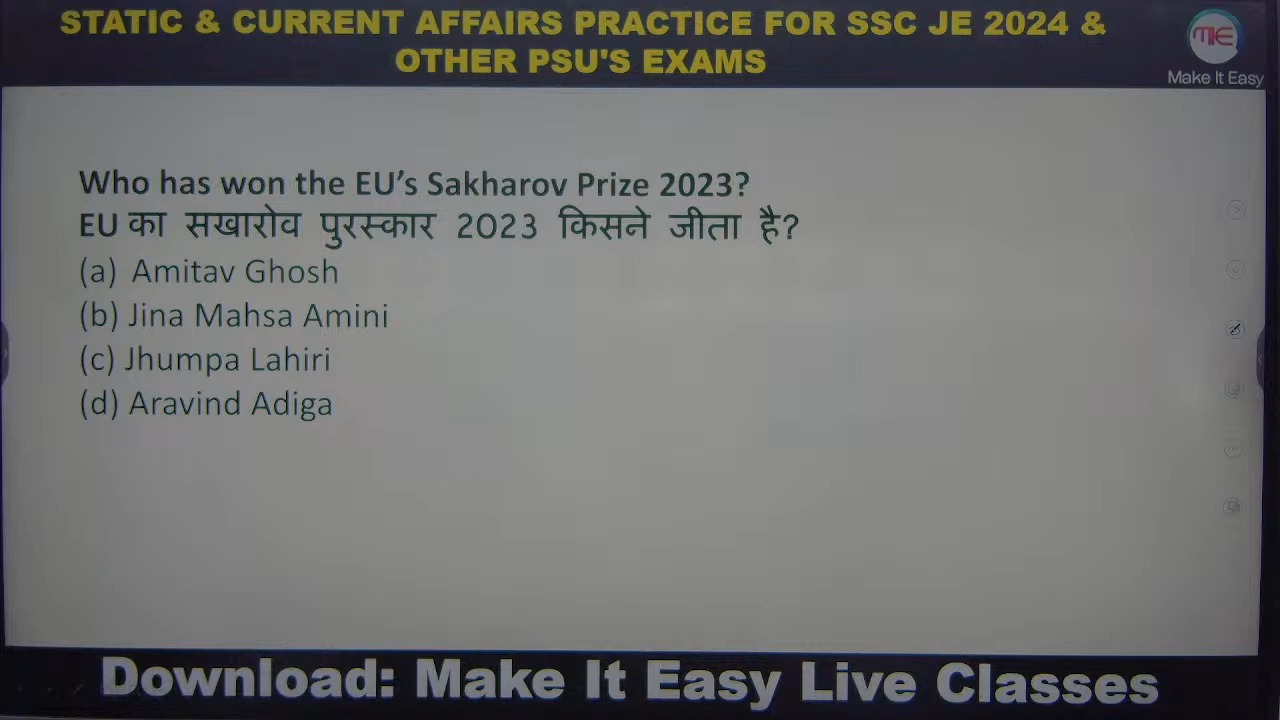 STATIC & CURRENT AFFAIRS PRACTICE FOR SSC JE 2024 &
OTHER PSU'S EXAMS
MIE
Make It Easy
Who has won the EU’s Sakharov Prize 2023?
EU का सखारोव पुरस्कार 2023 किसने जीता है?
(a) Amitav Ghosh
(b) Jina Mahsa Amini
(c) Jhumpa Lahiri
(d) Aravind Adiga
Download: Make It Easy Live Classes